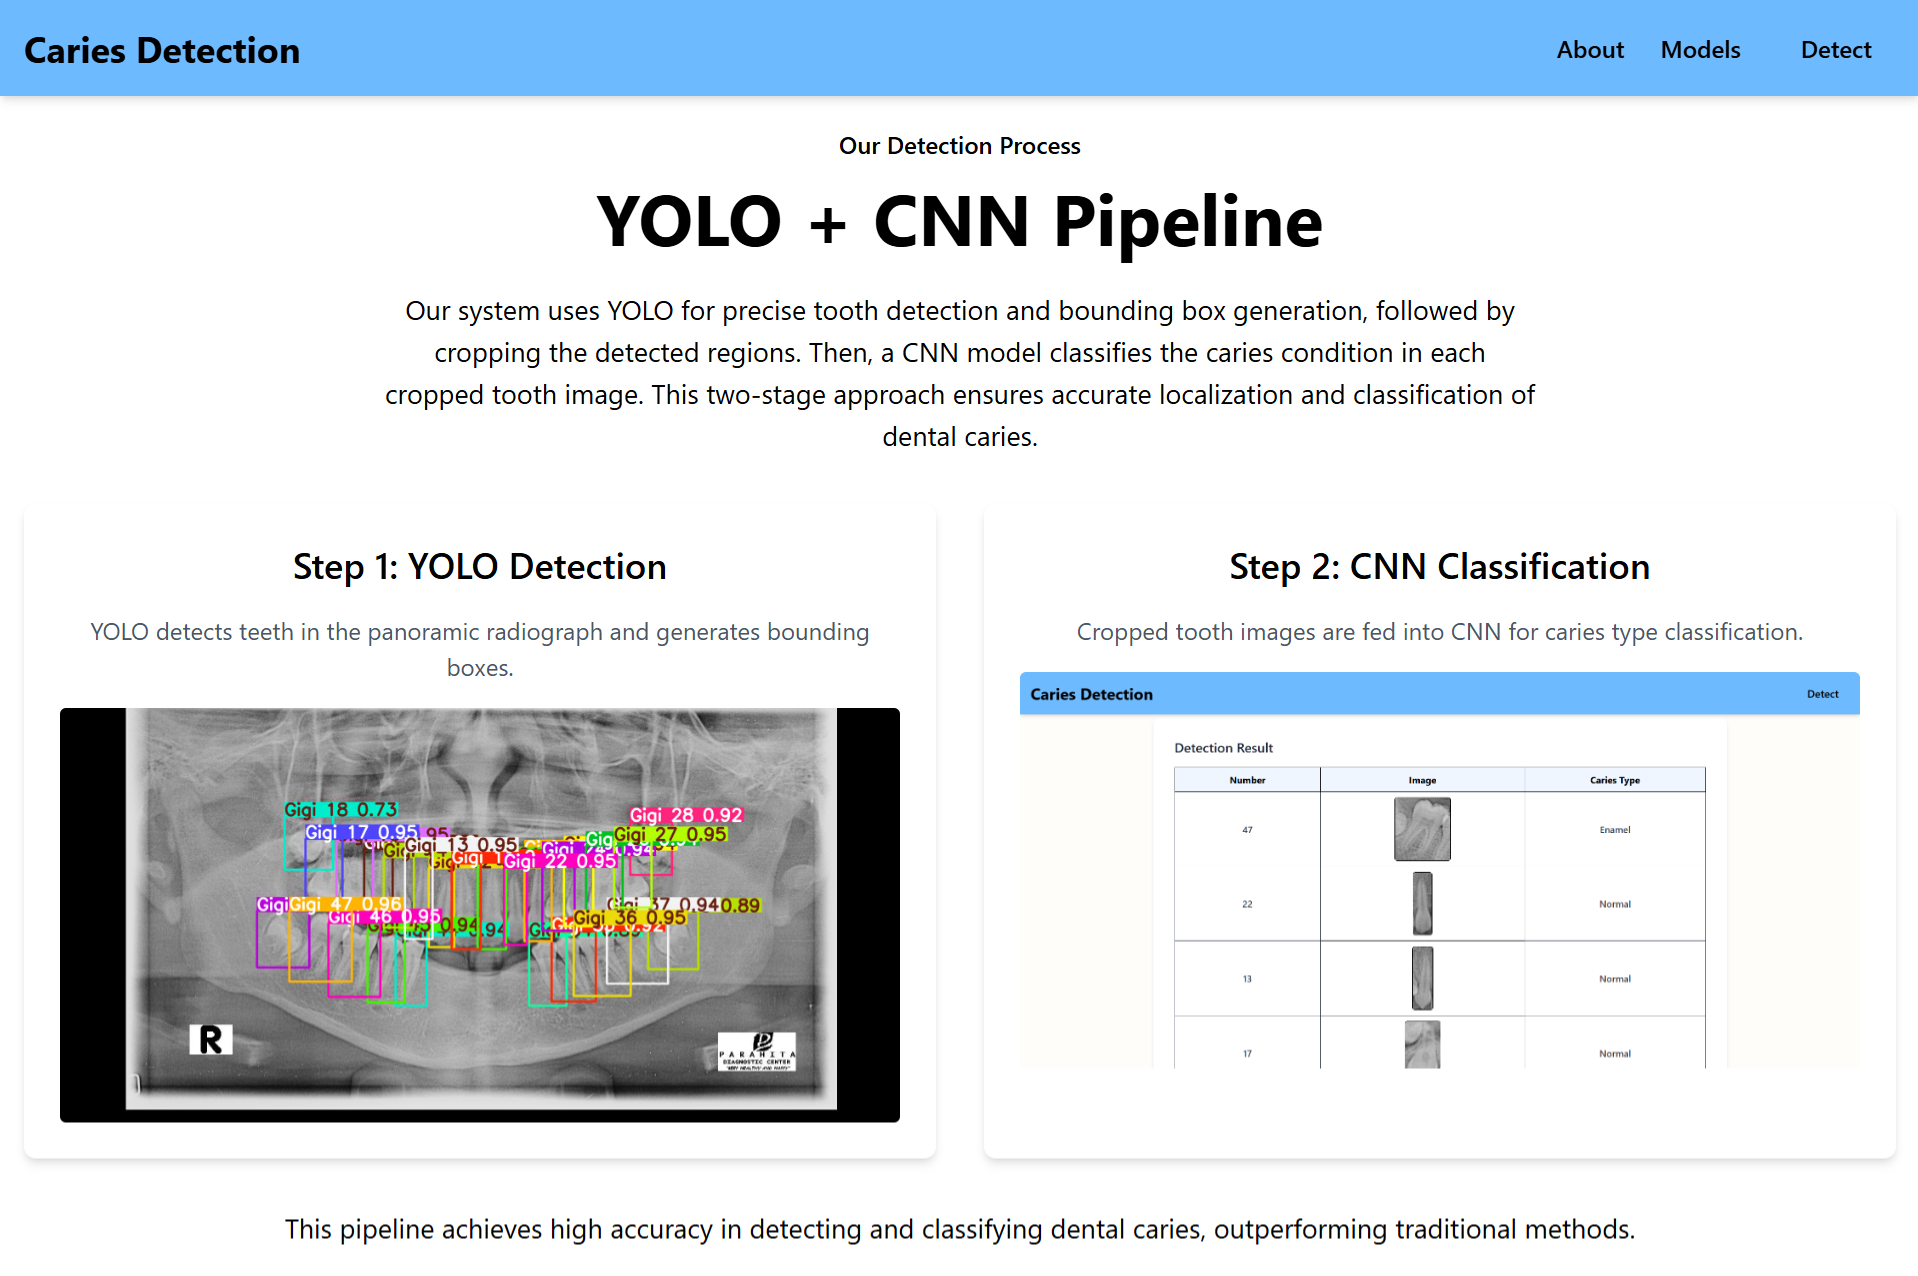 Caries Detection
About Models Detect
Our Detection Process
YOLO + CNN Pipeline
Our system uses YOLO for precise tooth detection and bounding box generation, followed by
cropping the detected regions. Then, a CNN model classifies the caries condition in each
cropped tooth image. This two-stage approach ensures accurate localization and classification of
dental caries.
Step 1: YOLO Detection
YOLO detects teeth in the panoramic radiograph and generates bounding
boxes.
Gigi 18 0.73
Gigi 28 0.92
Gigi 17 0.95
Gigi 27 0.95
Gigi 13 0.95
Gigi 22 0.95
Gigi 47 0.96
Gigi 46 0.95
Gigi 36 0.95
0.89
R
PARAHITA
DIAGNOSTIC CENTER
Step 2: CNN Classification
Cropped tooth images are fed into CNN for caries type classification.
Caries Detection
Detect
Detection Result
Number Image Caries Type
47 Enamel
22 Normal
13 Normal
17 Normal
This pipeline achieves high accuracy in detecting and classifying dental caries, outperforming traditional methods.